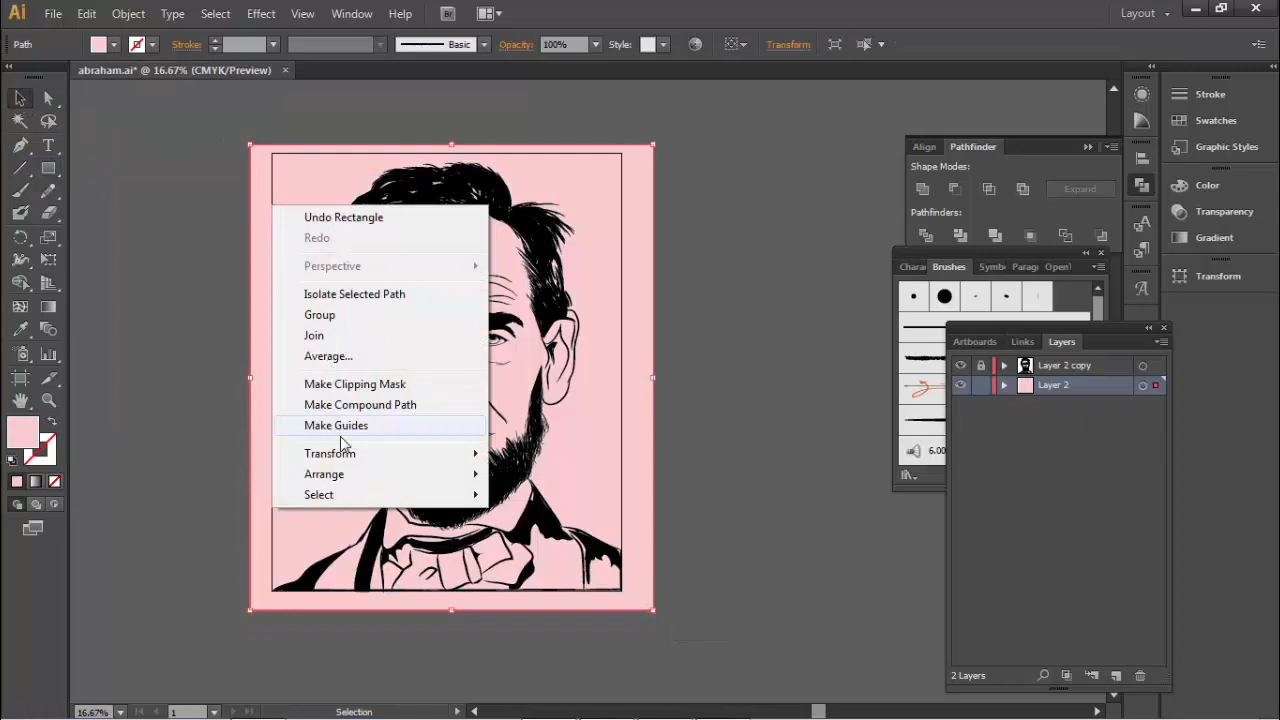 Ai File Edit Object Type Select Effect View Window Help Br Layout
Path Stroke: Basic Opacity: 100% Style: Transform
abraham.ai* @ 16.67% (CMYK/Preview)
Stroke
Swatches
Graphic Styles
Color
Transparency
Gradient
Transform
Align Pathfinder
Shape Modes:
Expand
Pathfinders:
Brushes
6.00
Artboards Links Layers
Layer 2 copy
Layer 2
2 Layers
Undo Rectangle
Redo
Perspective
Isolate Selected Path
Group
Join
Average...
Make Clipping Mask
Make Compound Path
Make Guides
Transform
Arrange
Select
16.67% 1 Selection